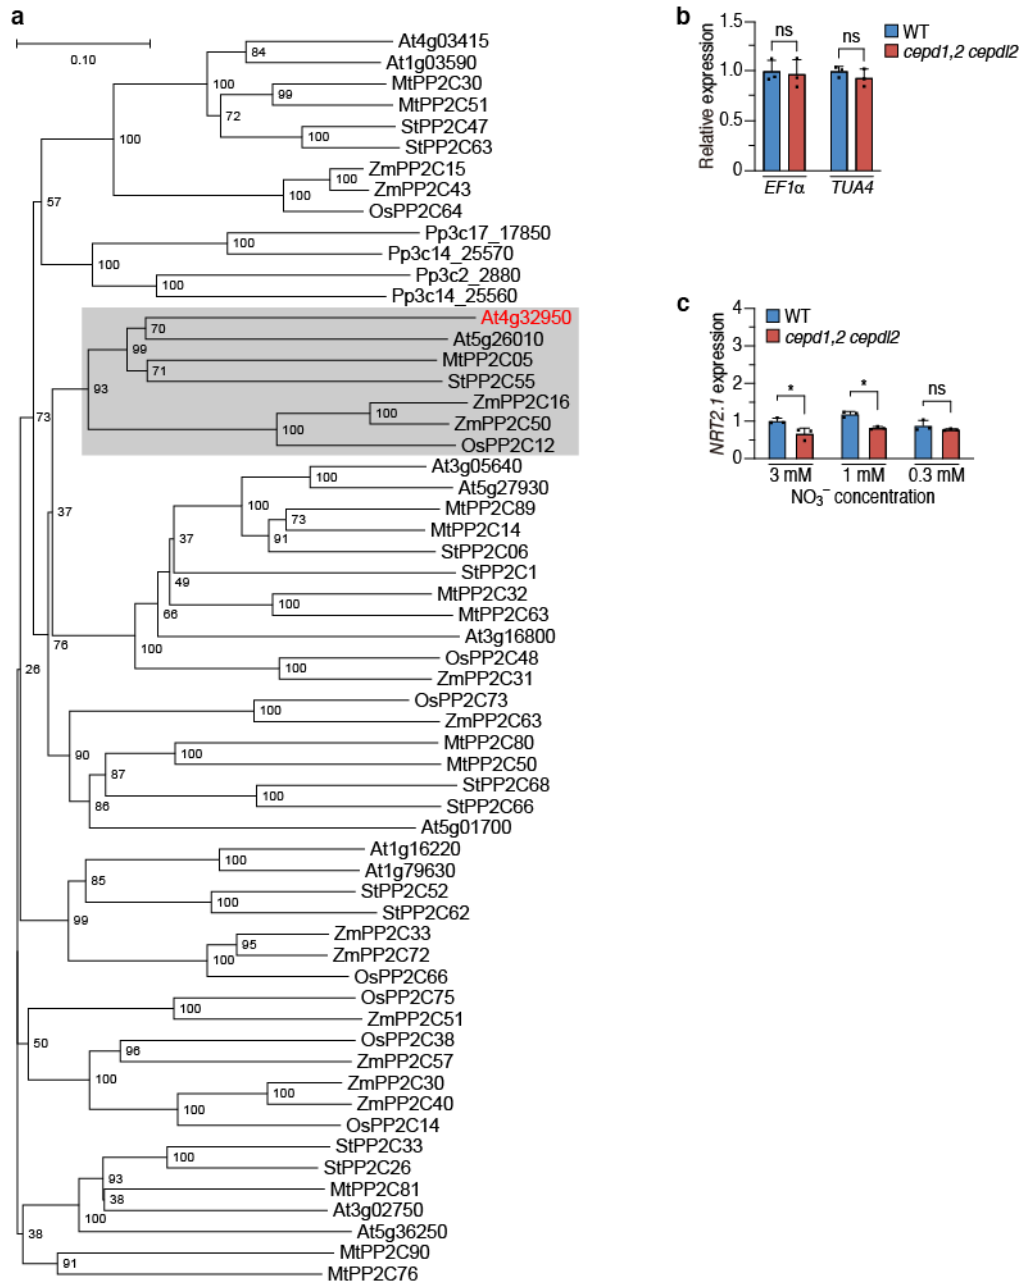 a
0.10
84
100
99
72
100
100
100
100
57
100
100
100
70
99
71
93
100
100
73
37
100
100
73
91
37
49
100
66
100
100
76
26
100
90
100
87
100
86
100
85
100
99
95
100
100
50
96
100
100
100
100
93
38
100
38
91
At4g03415
At1g03590
MtPP2C30
MtPP2C51
StPP2C47
StPP2C63
ZmPP2C15
ZmPP2C43
OsPP2C64
Pp3c17_17850
Pp3c14_25570
Pp3c2_2880
Pp3c14_25560
At4g32950
At5g26010
MtPP2C05
StPP2C55
ZmPP2C16
ZmPP2C50
OsPP2C12
At3g05640
At5g27930
MtPP2C89
MtPP2C14
StPP2C06
StPP2C1
MtPP2C32
MtPP2C63
At3g16800
OsPP2C48
ZmPP2C31
OsPP2C73
ZmPP2C63
MtPP2C80
MtPP2C50
StPP2C68
StPP2C66
At5g01700
At1g16220
At1g79630
StPP2C52
StPP2C62
ZmPP2C33
ZmPP2C72
OsPP2C66
OsPP2C75
ZmPP2C51
OsPP2C38
ZmPP2C57
ZmPP2C30
ZmPP2C40
OsPP2C14
StPP2C33
StPP2C26
MtPP2C81
At3g02750
At5g36250
MtPP2C90
MtPP2C76
b
Relative expression
1.5
1.0
0.5
0
ns
ns
WT
cepd1,2 cepdl2
EF1α
TUA4
c
NRT2.1 expression
4
3
2
1
0
WT
cepd1,2 cepdl2
*
*
ns
3 mM
1 mM
0.3 mM
NO₃⁻ concentration